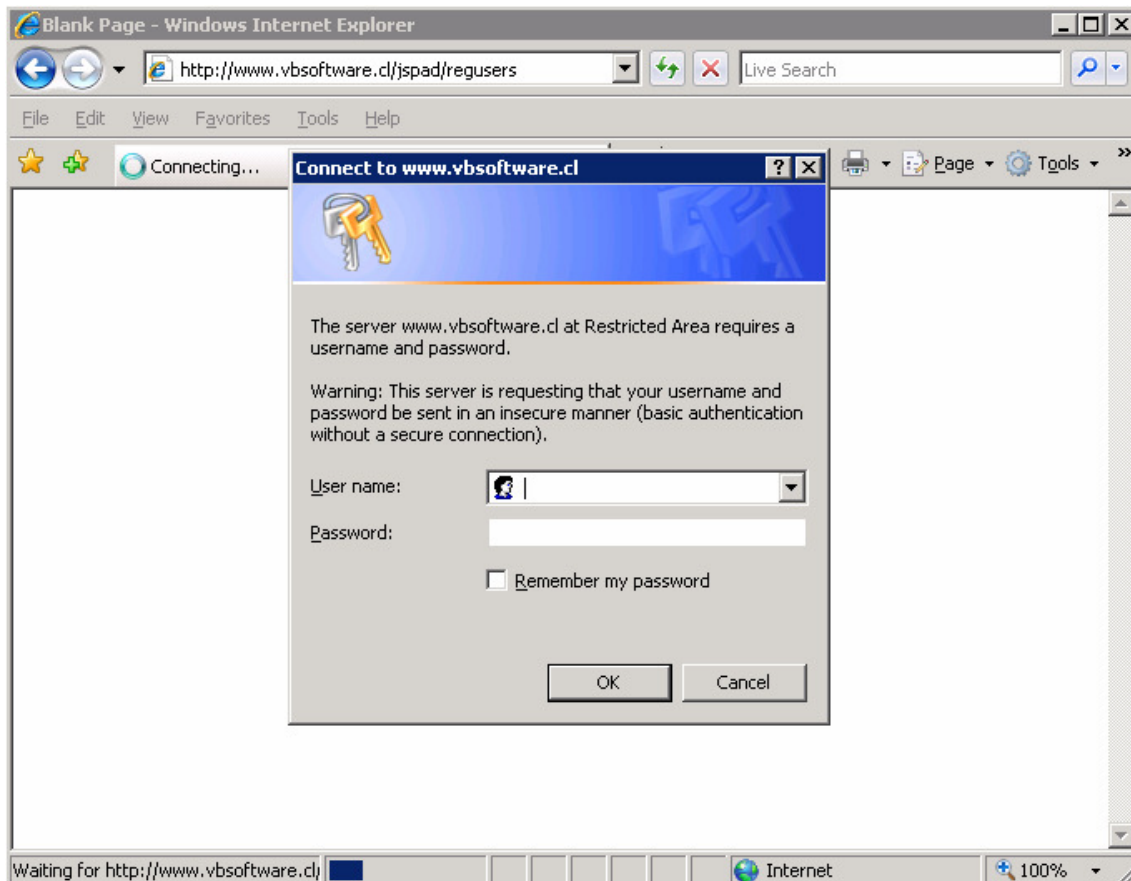 Blank Page - Windows Internet Explorer
http://www.vbsoftware.cl/jspad/regusers
Live Search
File Edit View Favorites Tools Help
Connecting...
Page Tools »
Connect to www.vbsoftware.cl
The server www.vbsoftware.cl at Restricted Area requires a
username and password.
Warning: This server is requesting that your username and
password be sent in an insecure manner (basic authentication
without a secure connection).
User name:
Password:
Remember my password
OK Cancel
Waiting for http://www.vbsoftware.cl/ Internet 100%